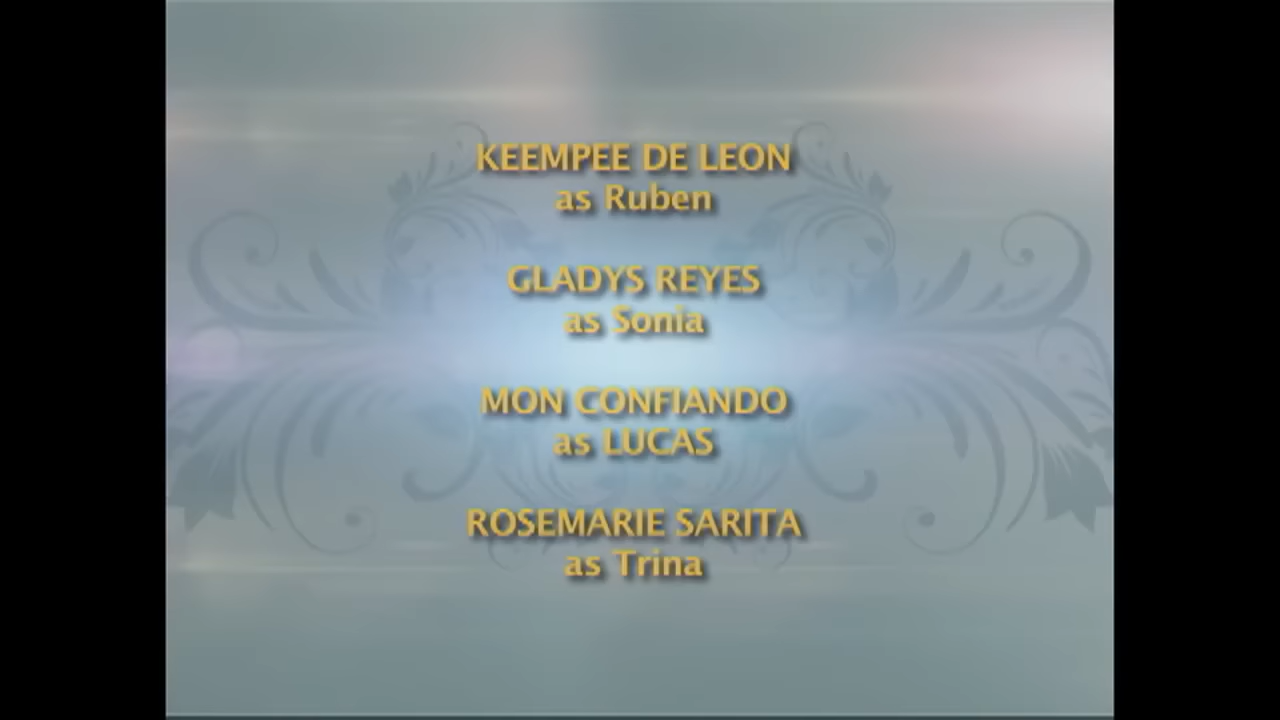 KEEMPEE DE LEON
as Ruben
GLADYS REYES
as Sonia
MON CONFIANDO
as LUCAS
ROSEMARIE SARITA
as Trina